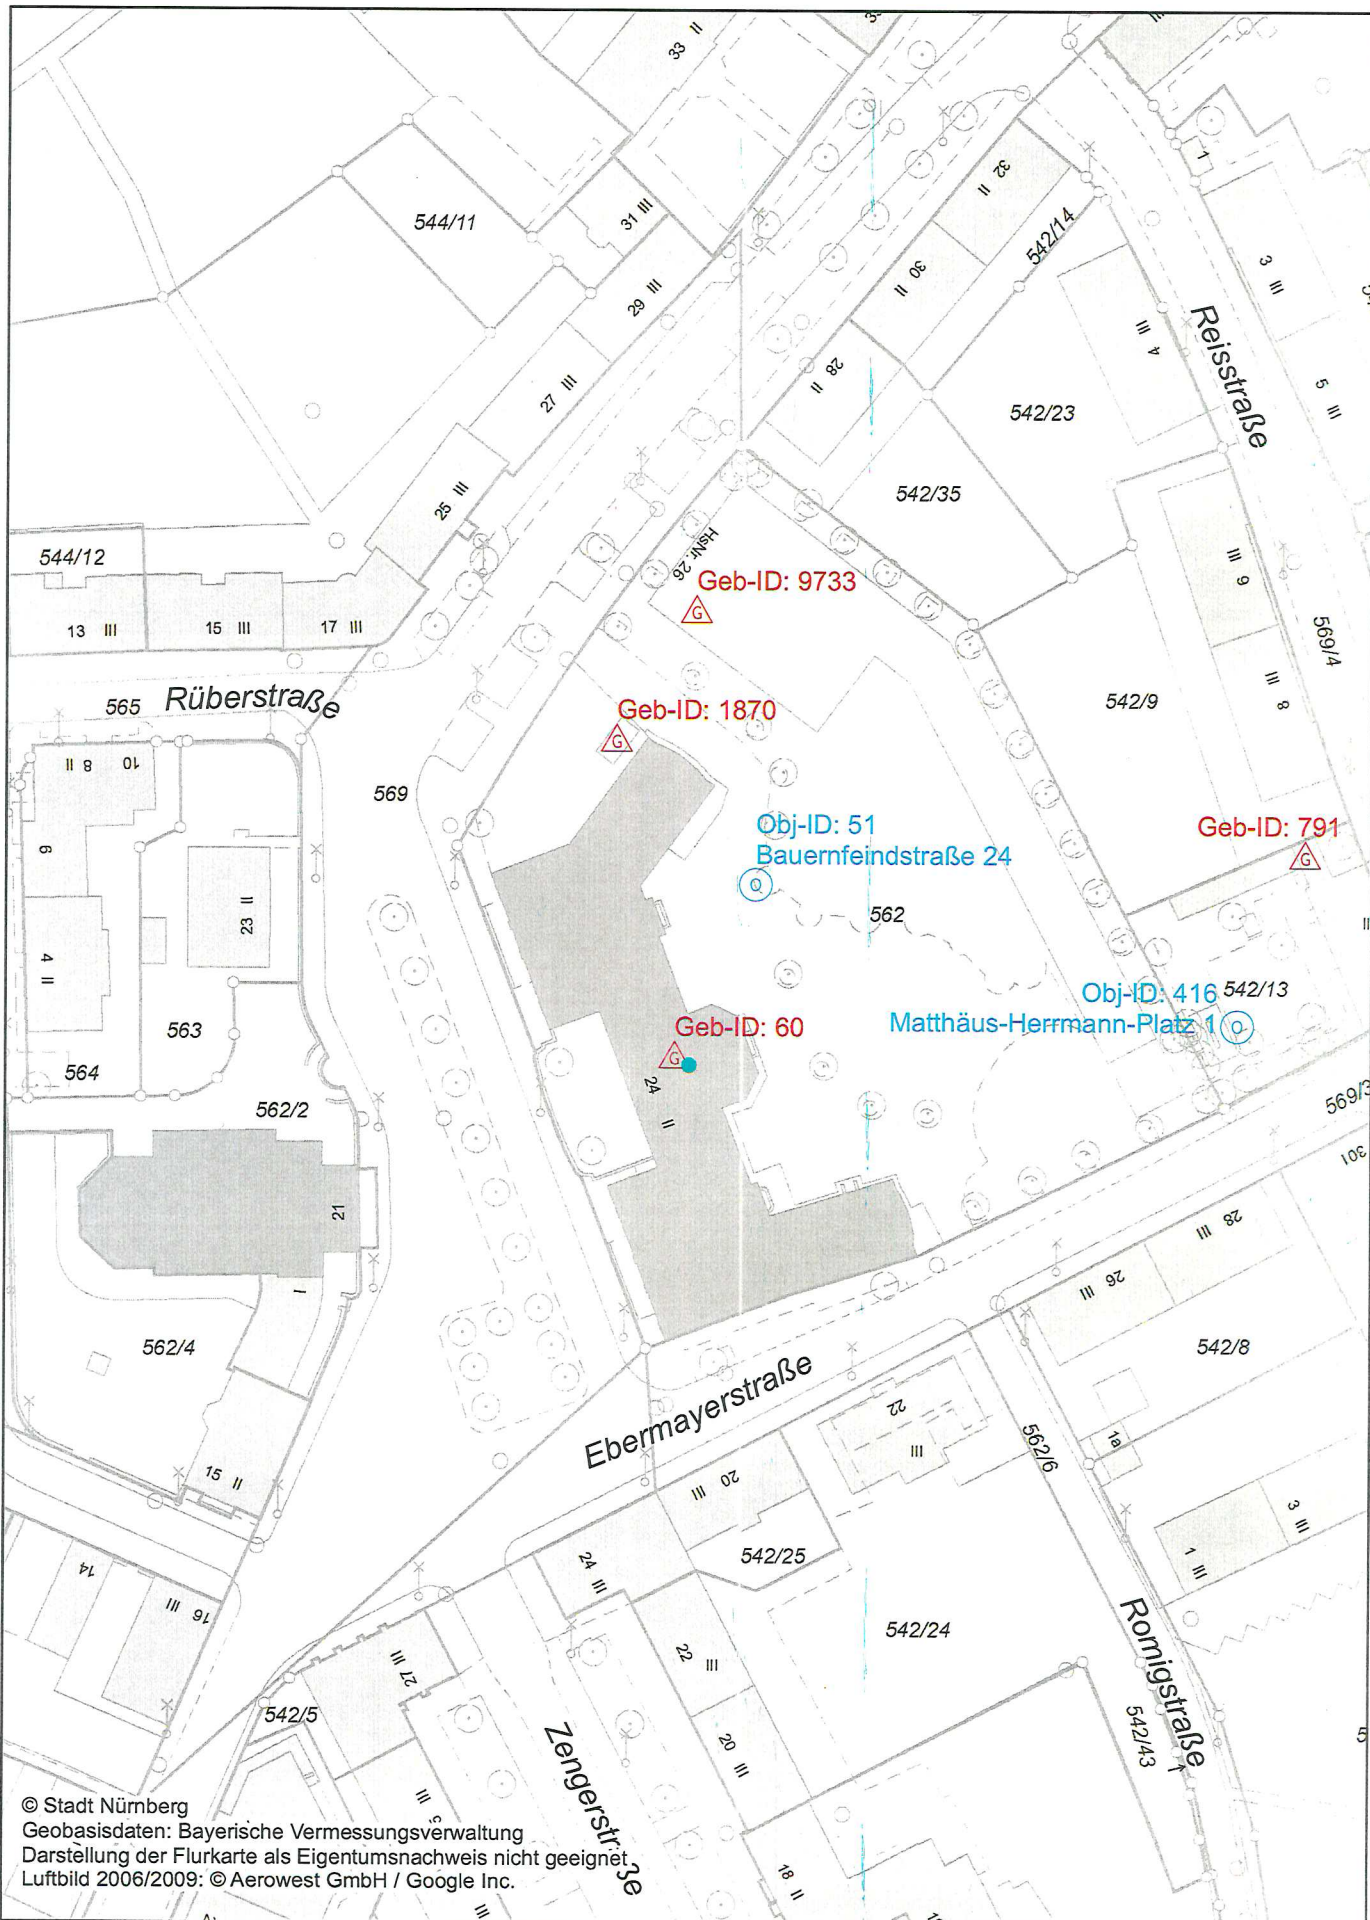 33 II
III
544/11
31 III
32 II
1
3 III
542/14
29 III
30 II
Reisstraße
4 III
5 III
27 III
28 II
542/23
25 III
542/35
HsNr. 26
544/12
Geb-ID: 9733
6 III
13 III
15 III
17 III
569/4
Rüberstraße
565
Geb-ID: 1870
542/9
8 III
8 II
10
569
Obj-ID: 51
Bauernfeindstraße 24
Geb-ID: 791
6
562
23 II
4 II
Obj-ID: 416
542/13
Matthäus-Herrmann-Platz 1
563
Geb-ID: 60
564
24 II
562/2
569/3
301
21
28 III
26 III
I
562/4
542/8
Ebermayerstraße
22 III
562/6
1a
15 II
20 III
3 III
1 III
14
24 III
542/25
16 III
Romigstraße
542/24
22 III
27 III
542/5
542/43
20 III
Zengerstraße
© Stadt Nürnberg
Geobasisdaten: Bayerische Vermessungsverwaltung
Darstellung der Flurkarte als Eigentumsnachweis nicht geeignet
Luftbild 2006/2009: © Aerowest GmbH / Google Inc.
18 II